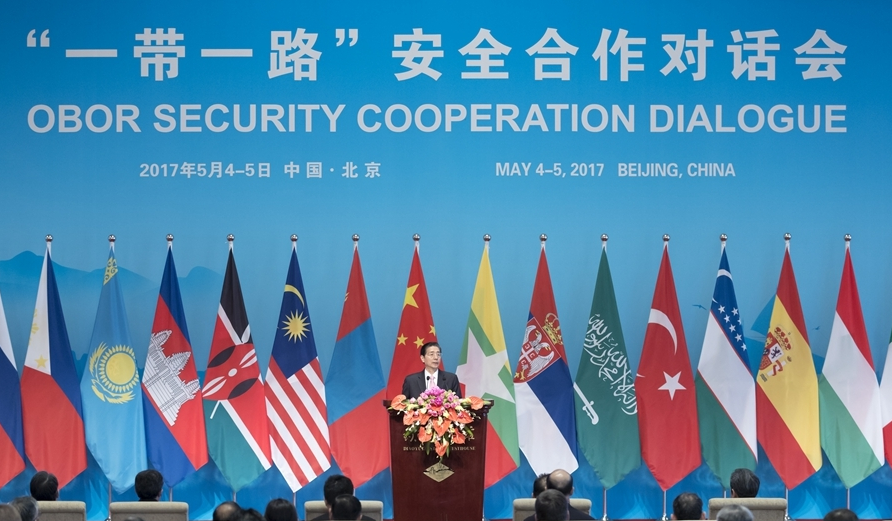 “一带一路”安全合作对话会
OBOR SECURITY COOPERATION DIALOGUE
2017年5月4-5日 中国·北京 MAY 4-5, 2017 BEIJING, CHINA